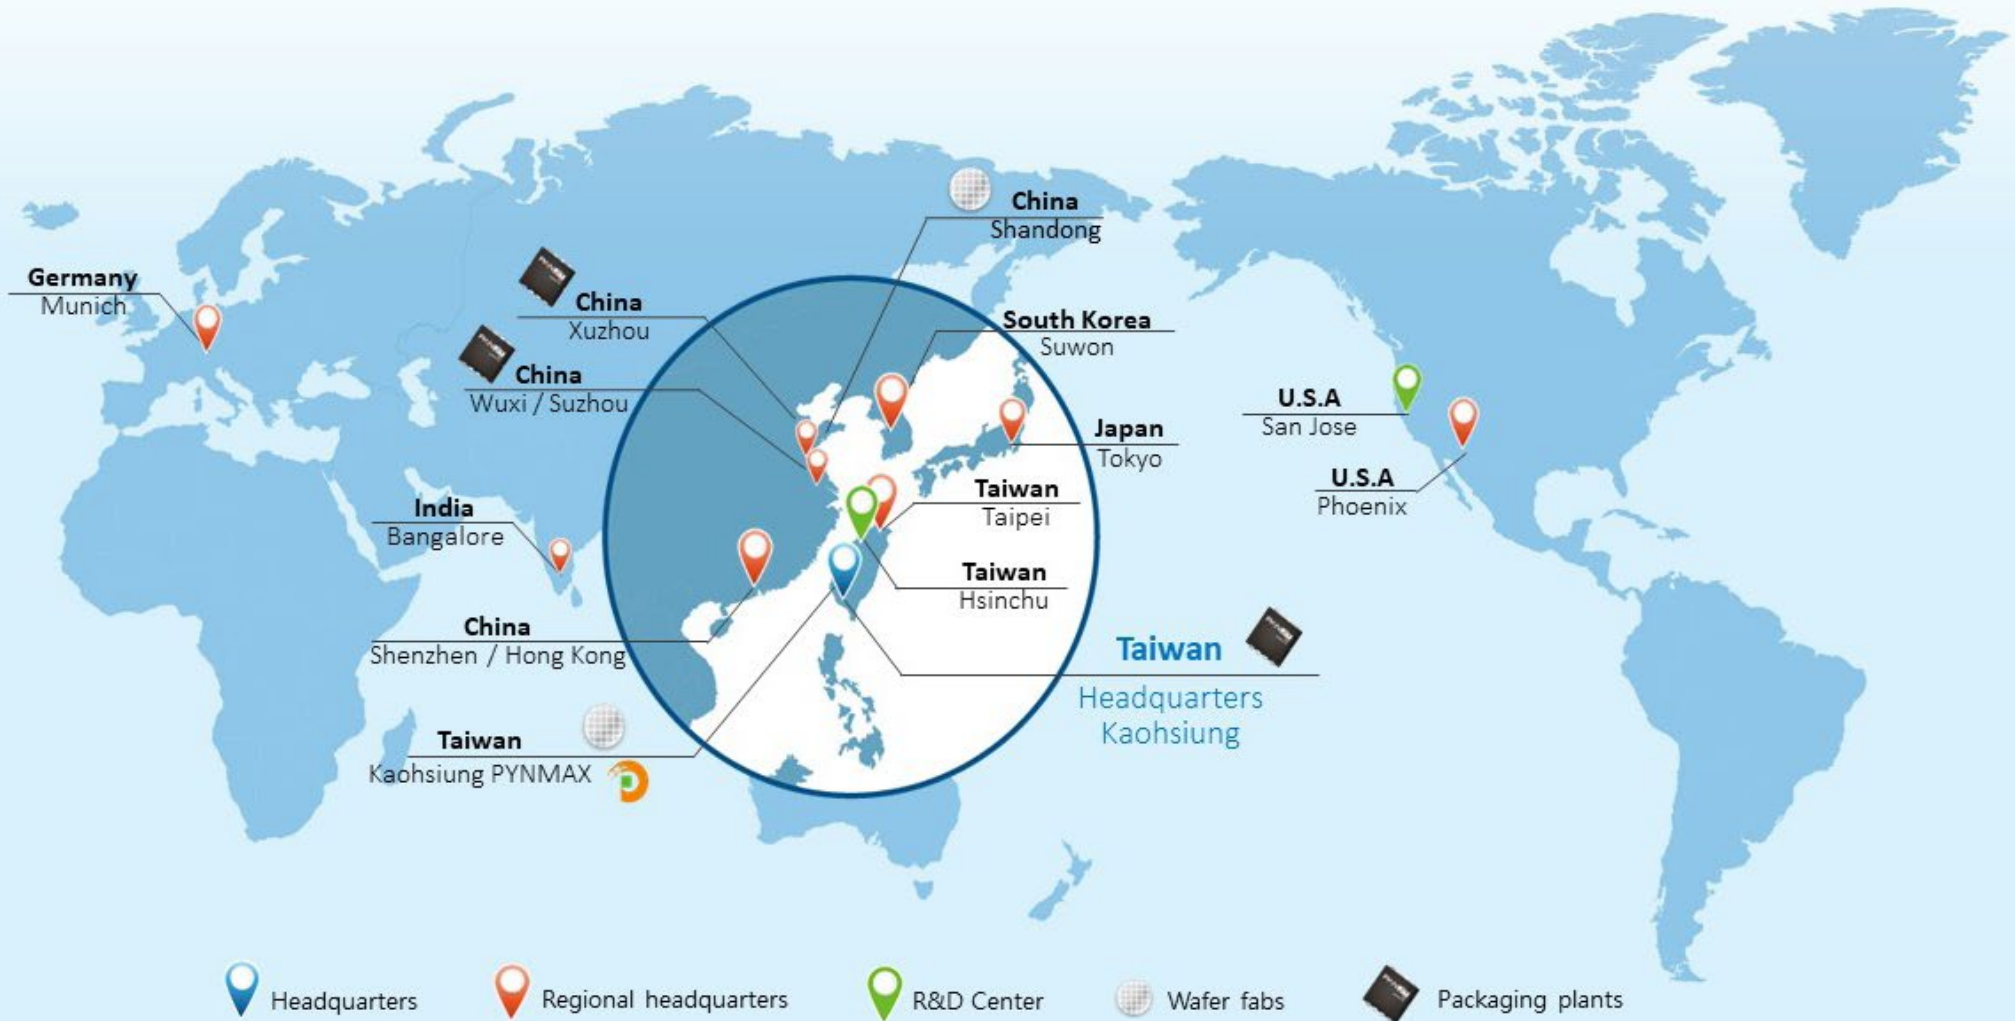 China
Shandong
Germany
Munich
China
Xuzhou
South Korea
Suwon
China
Wuxi / Suzhou
U.S.A
San Jose
Japan
Tokyo
U.S.A
Phoenix
Taiwan
Taipei
India
Bangalore
Taiwan
Hsinchu
China
Shenzhen / Hong Kong
Taiwan
Headquarters
Kaohsiung
Taiwan
Kaohsiung PYNMAX
Headquarters
Regional headquarters
R&D Center
Wafer fabs
Packaging plants